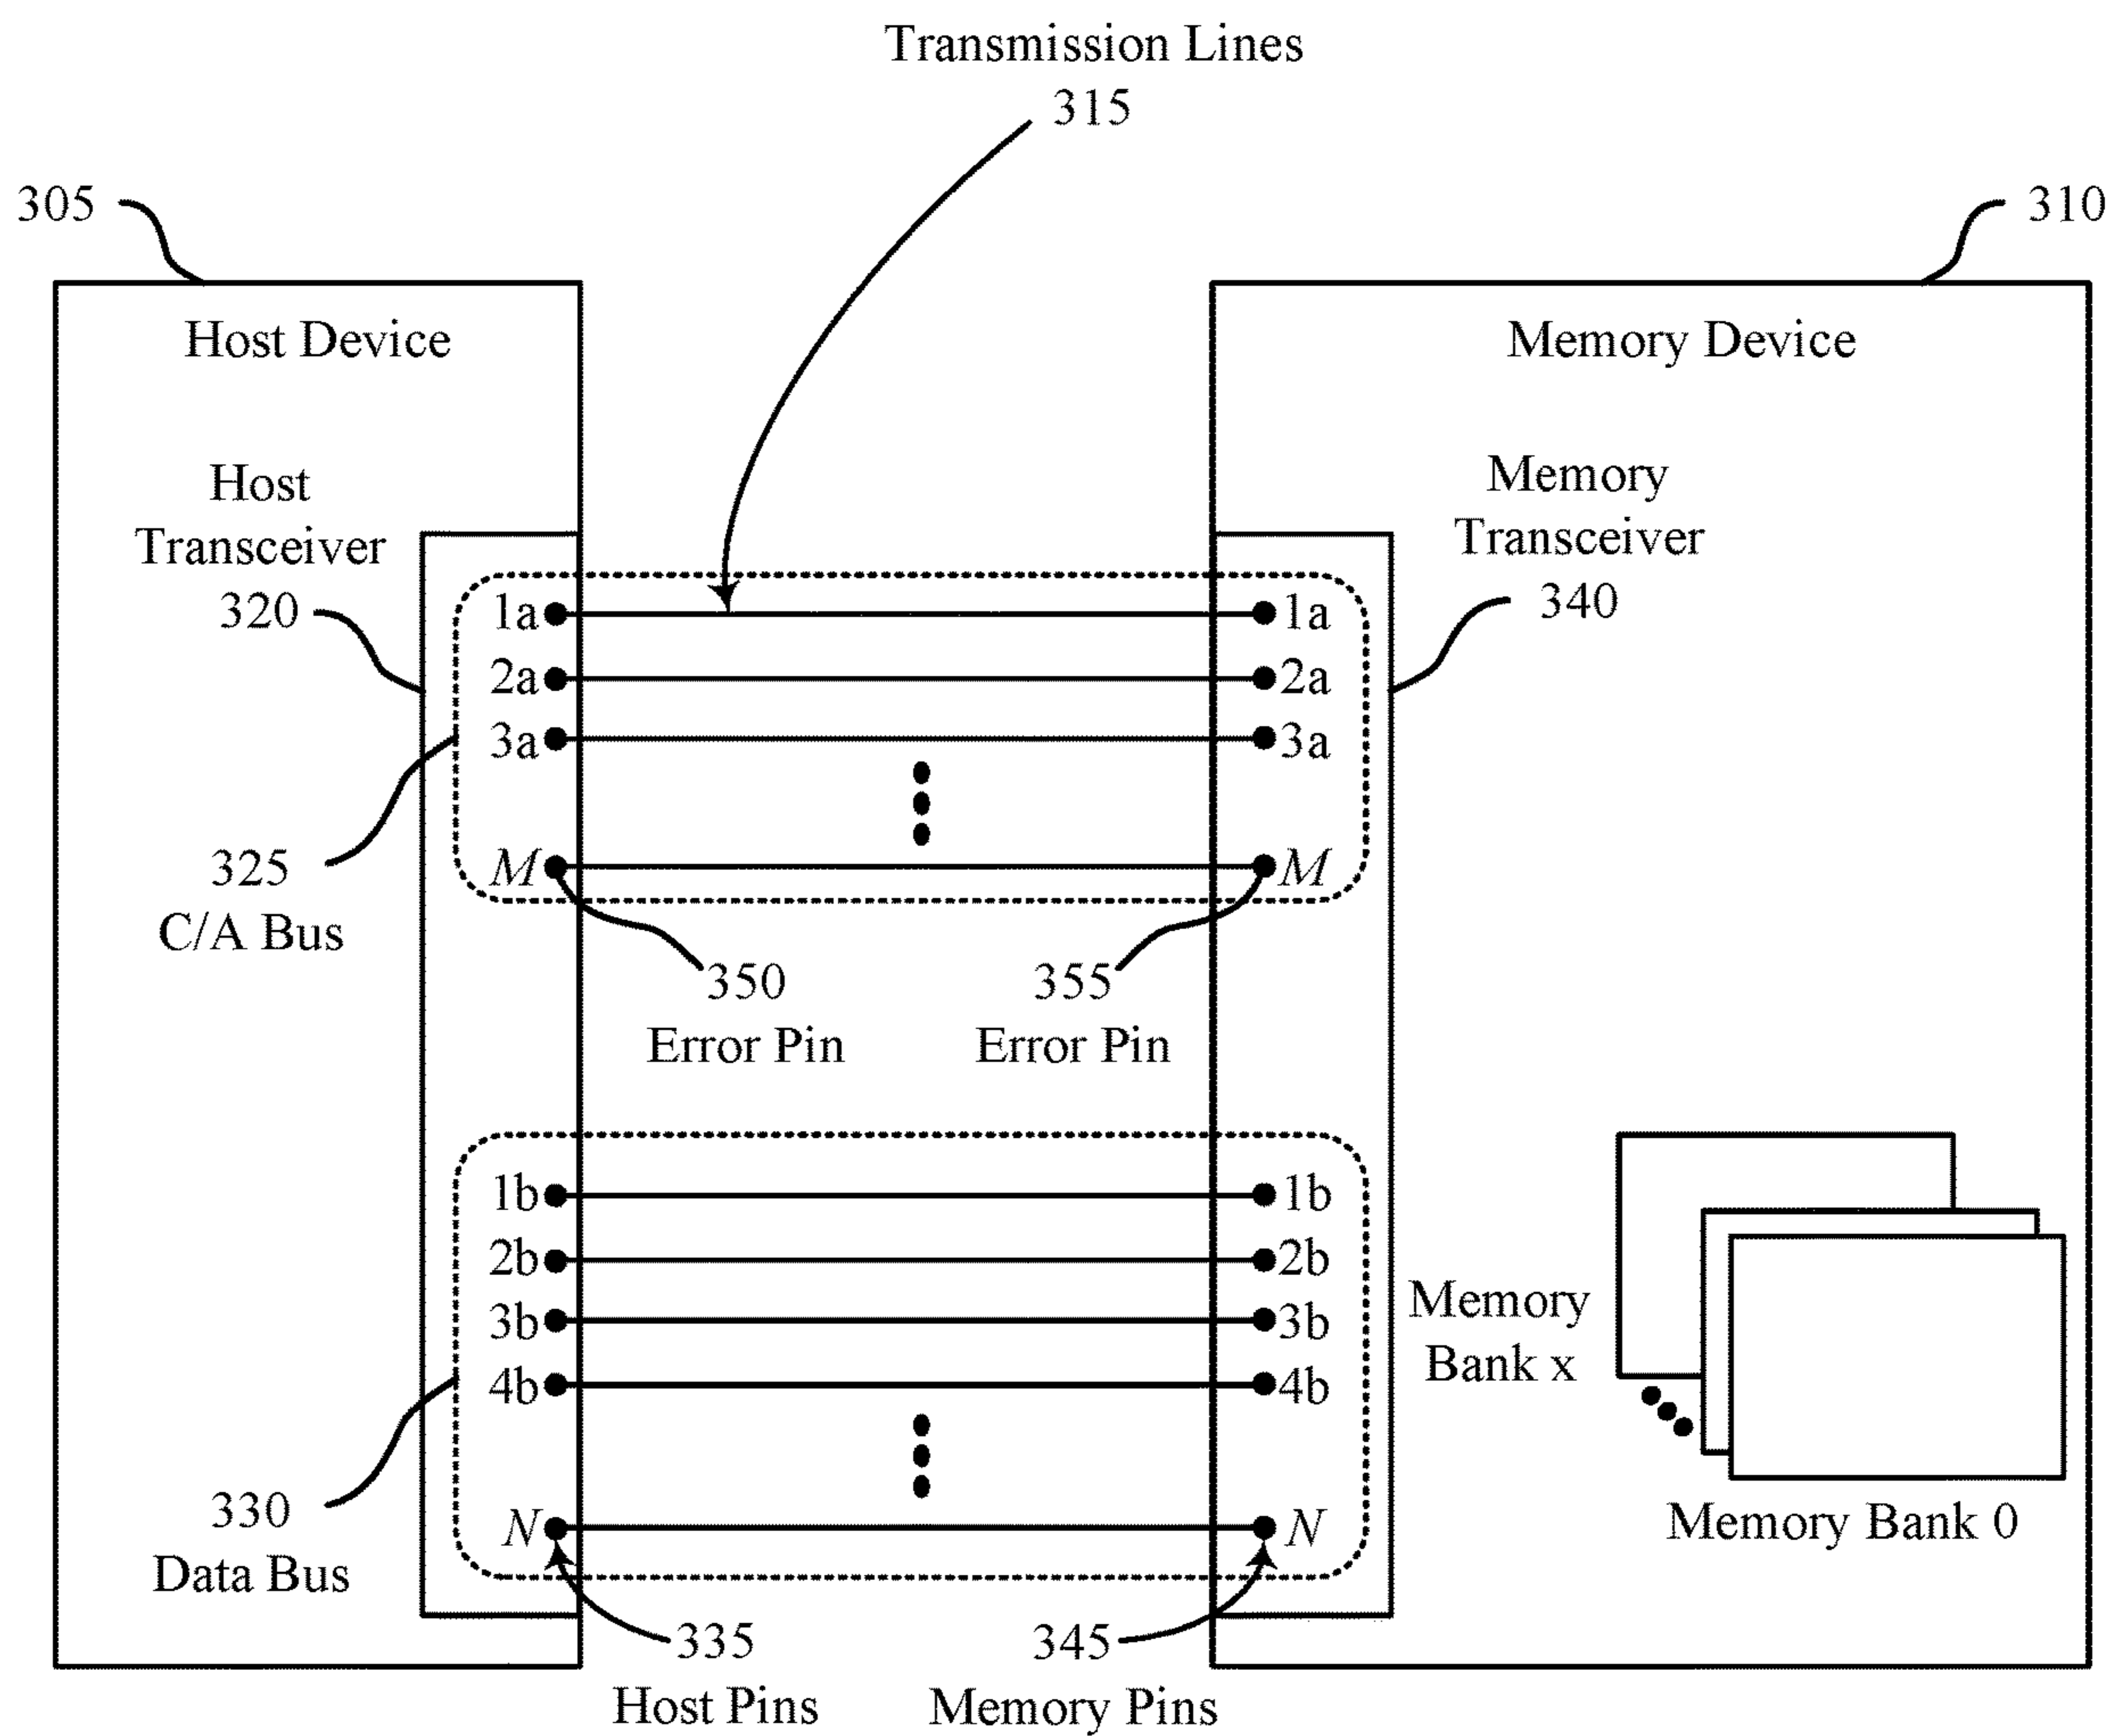 Transmission Lines
315
305
310
Host Device
Memory Device
Host
Transceiver
320
Memory
Transceiver
340
1a
1a
2a
2a
3a
3a
M
M
325
C/A Bus
350
Error Pin
355
Error Pin
1b
1b
2b
2b
3b
3b
4b
4b
N
N
330
Data Bus
Memory
Bank x
Memory Bank 0
335
Host Pins
345
Memory Pins